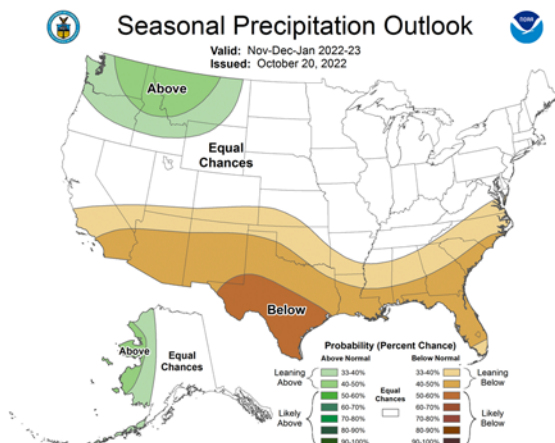 Seasonal Precipitation Outlook
Valid: Nov-Dec-Jan 2022-23
Issued: October 20, 2022
NOAA
Above
Equal
Chances
Below
Above
Equal
Chances
Probability (Percent Chance)
Above Normal
Below Normal
Leaning
Above
33-40%
40-50%
Equal
Chances
33-40%
40-50%
Leaning
Below
Likely
Above
50-60%
60-70%
70-80%
80-90%
90-100%
50-60%
60-70%
70-80%
80-90%
90-100%
Likely
Below